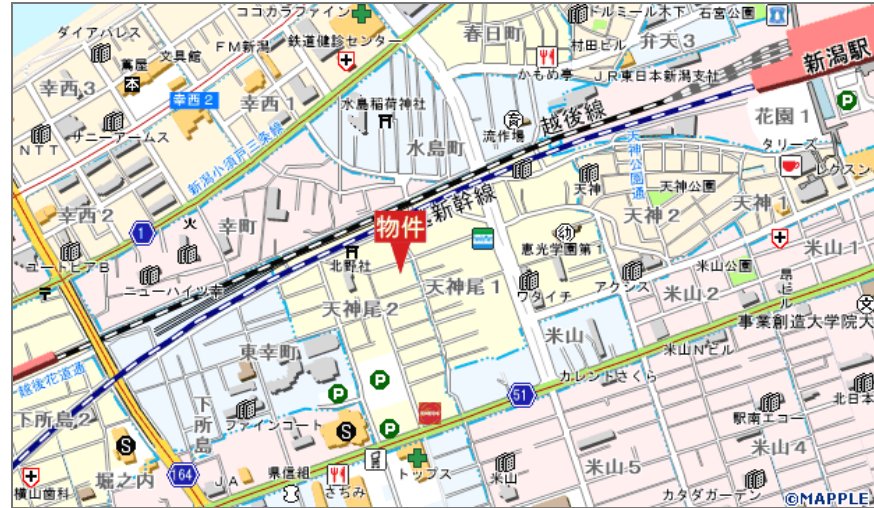 ココカラファイン
ドルミール木下
石宮公園
ダイアパレス
春日町
FM新潟
鉄道健診センター
村田ビル
弁天3
文具館
蔦屋
本
かもめ亭
JR東日本新潟支社
新潟駅
幸西3
幸西2
幸西1
水島稲荷神社
流作場
越後線
花園1
サニーアームス
NTT
水島町
タリーズ
新潟小須戸三条線
天神公園通
レクスン
天神
天神公園
幸西2
1
幸町
物件
新幹線
天神2
天神1
恵光学園第1
米山1
ユートピアB
北野社
米山公園
ニューハイツ幸
アクシス
ワタイチ
米山2
昴ビル
天神尾2
天神尾1
事業創造大学院大
米山
東幸町
米山Nビル
越後花道通
カレントさくら
51
下所島2
下所島
ファインコート
駅南エコー
北日本
S
S
堀之内
164
米山4
JA
県信組
トップス
米山5
横山歯科
さちみ
米山
カタダガーデン
©MAPPLE